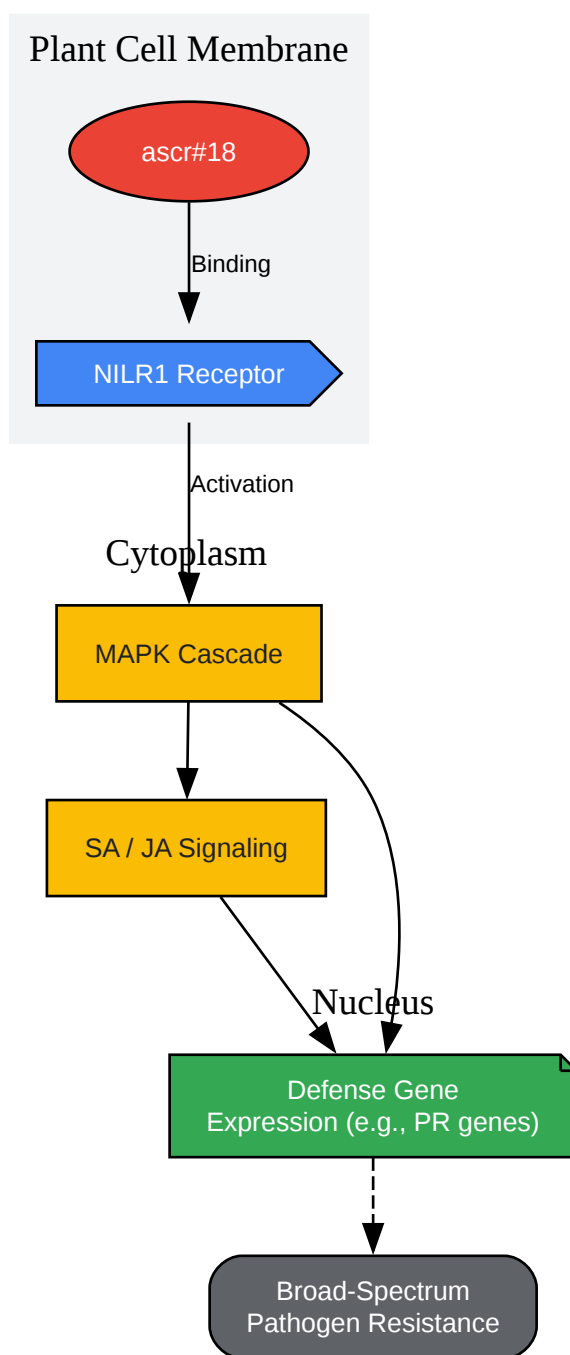 Plant Cell Membrane
ascr#18
Binding
NILR1 Receptor
Activation
Cytoplasm
MAPK Cascade
SA / JA Signaling
Nucleus
Defense Gene
Expression (e.g., PR genes)
Broad-Spectrum
Pathogen Resistance